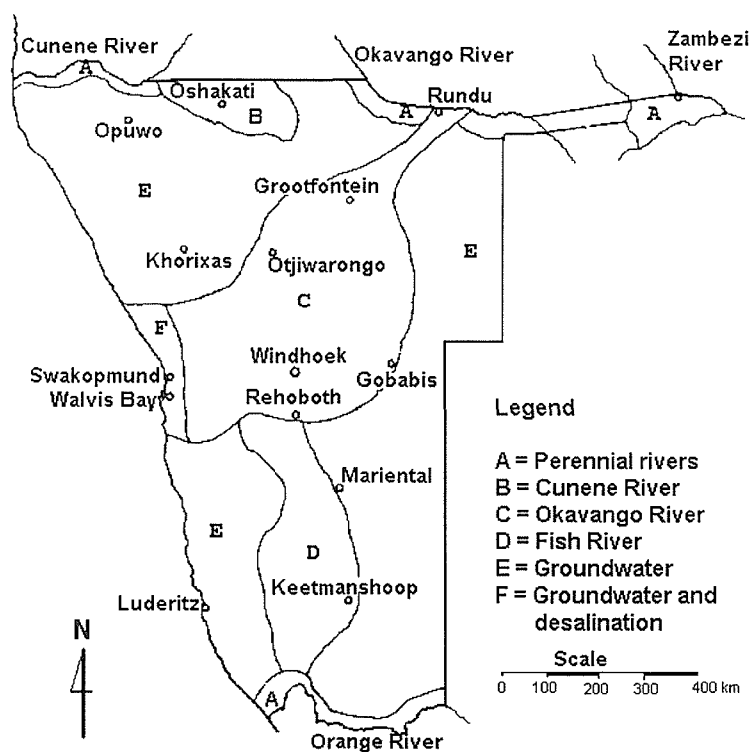 Cunene River
Okavango River
Zambezi
River
A
Oshakati
B
A
Rundu
A
Opuwo
E
Grootfontein
E
Khorixas
Otjiwarongo
C
F
Windhoek
Swakopmund
Gobabis
Walvis Bay
Rehoboth
Legend
A = Perennial rivers
B = Cunene River
C = Okavango River
D = Fish River
E = Groundwater
F = Groundwater and
desalination
Mariental
E
D
Keetmanshoop
Luderitz
N
Scale
0 100 200 300 400 km
A
Orange River